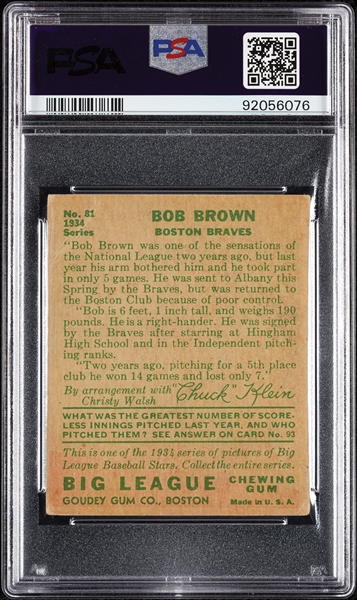 PSA
PSA
92056076
No. 81
1934
Series
BOB BROWN
BOSTON BRAVES
"Bob Brown was one of the sensations of
the National League two years ago, but last
year his arm bothered him and he took part
in only 5 games. He was sent to Albany this
Spring by the Braves, but was returned to
the Boston Club because of poor control.
"Bob is 6 feet, 1 inch tall, and weighs 190
pounds. He is a right-hander. He was signed
by the Braves after starring at Hingham
High School and in the Independent pitch-
ing ranks.
"Two years ago, pitching for a 5th place
club he won 14 games and lost only 7."
By arrangement with "Chuck" Klein
Christy Walsh
WHAT WAS THE GREATEST NUMBER OF SCORE-
LESS INNINGS PITCHED LAST YEAR, AND WHO
PITCHED THEM? SEE ANSWER ON CARD No. 93
This is one of the 1934 series of pictures of Big
League Baseball Stars. Collect the entire series.
BIG LEAGUE CHEWING GUM
GOUDEY GUM CO., BOSTON Made in U. S. A.